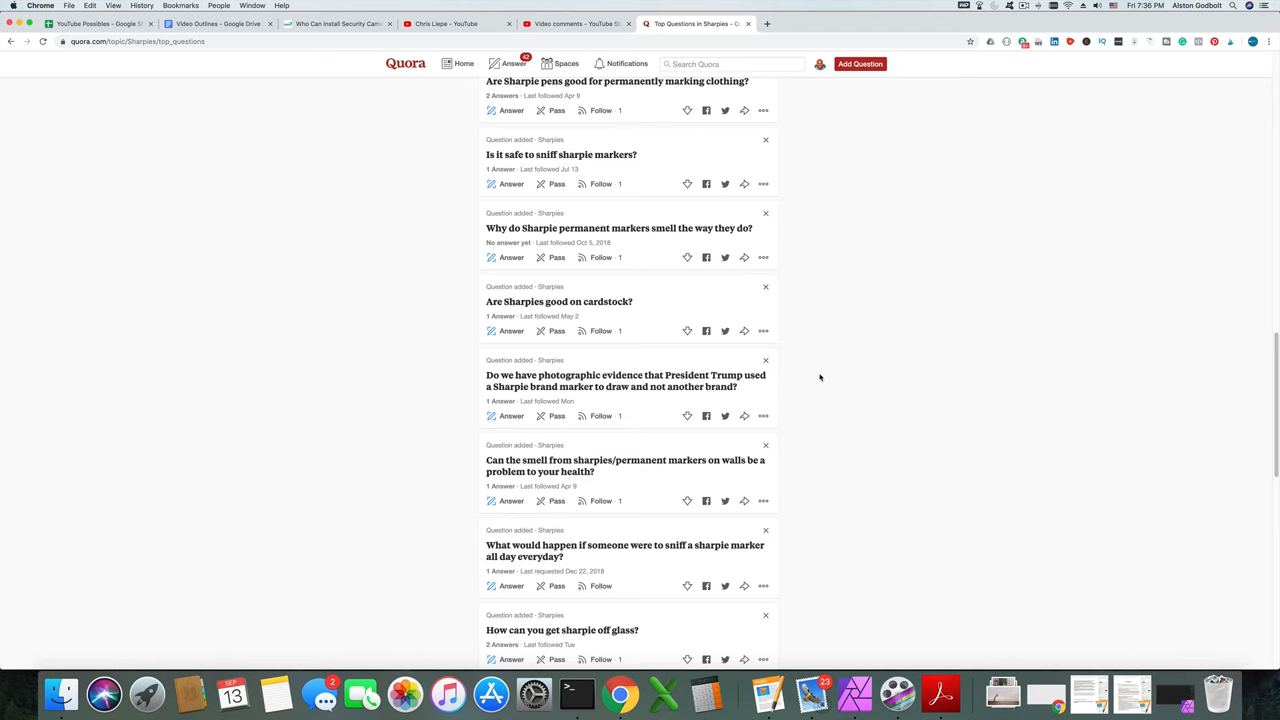 Chrome File Edit View History Bookmarks People Window Help Fri 7:36 PM Alston Godbolt
YouTube Possibles - Google S Video Outlines - Google Drive Who Can Install Security Cam Chris Liepe - YouTube Video comments - YouTube St Top Questions in Sharpies - Q
quora.com/topic/Sharpies/top_questions
Quora Home Answer 42 Spaces Notifications Search Quora Add Question
Are Sharpie pens good for permanently marking clothing?
2 Answers · Last followed Apr 9
Answer Pass Follow · 1
Question added · Sharpies
Is it safe to sniff sharpie markers?
1 Answer · Last followed Jul 13
Answer Pass Follow · 1
Question added · Sharpies
Why do Sharpie permanent markers smell the way they do?
No answer yet · Last followed Oct 5, 2018
Answer Pass Follow · 1
Question added · Sharpies
Are Sharpies good on cardstock?
1 Answer · Last followed May 2
Answer Pass Follow · 1
Question added · Sharpies
Do we have photographic evidence that President Trump used
a Sharpie brand marker to draw and not another brand?
1 Answer · Last followed Mon
Answer Pass Follow · 1
Question added · Sharpies
Can the smell from sharpies/permanent markers on walls be a
problem to your health?
1 Answer · Last followed Apr 9
Answer Pass Follow · 1
Question added · Sharpies
What would happen if someone were to sniff a sharpie marker
all day everyday?
1 Answer · Last requested Dec 22, 2018
Answer Pass Follow
Question added · Sharpies
How can you get sharpie off glass?
2 Answers · Last followed Tue
Answer Pass Follow · 1
SEP
13
2
23